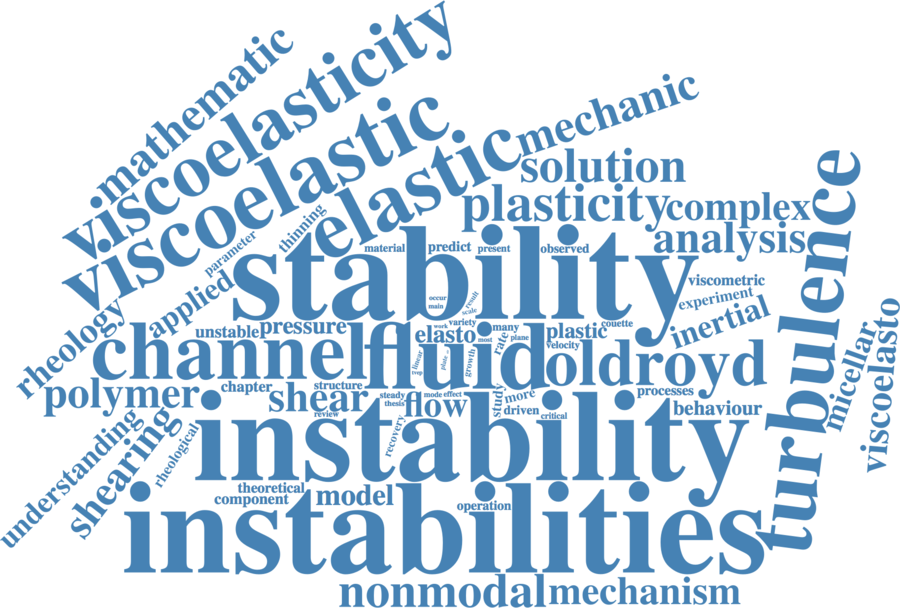 mathematic
viscoelasticity
viscoelastic
elastic
mechanic
solution
plasticity
complex
analysis
turbulence
thinning
parameter
material
predict
present
observed
stability
viscometric
experiment
inertial
applied
rheology
occur
main
result
scale
unstable
pressure
variety
work
elasto
most
many
rate
plane
plastic
velocity
couette
channel
fluid
oldroyd
linear
growth
micellar
viscoelasto
polymer
chapter
structure
shear
review
steady
thesis
mode
effect
flow
study
more
driven
critical
processes
behaviour
recovery
instability
understanding
shearing
rheological
theoretical
component
model
operation
instabilities
nonmodal
mechanism